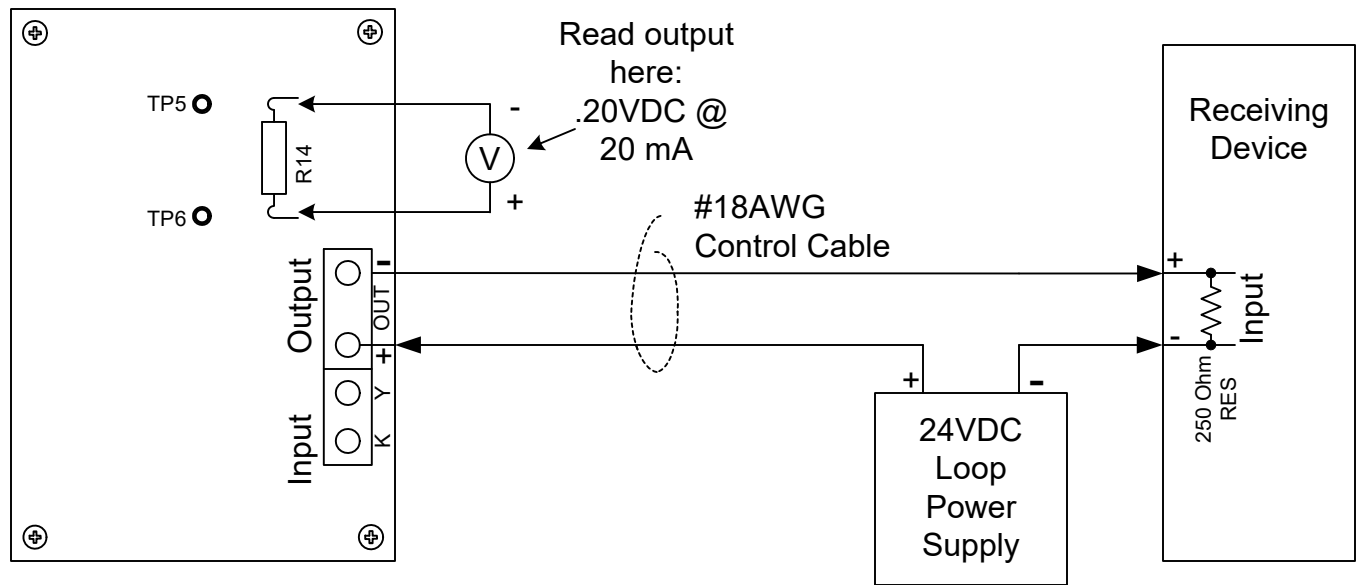 TP5
TP6
R14
-
V
+
Read output
here:
.20VDC @
20 mA
#18AWG
Control Cable
Output
-
OUT
+
Input
Y
K
+
-
24VDC
Loop
Power
Supply
Receiving
Device
+
-
Input
250 Ohm
RES